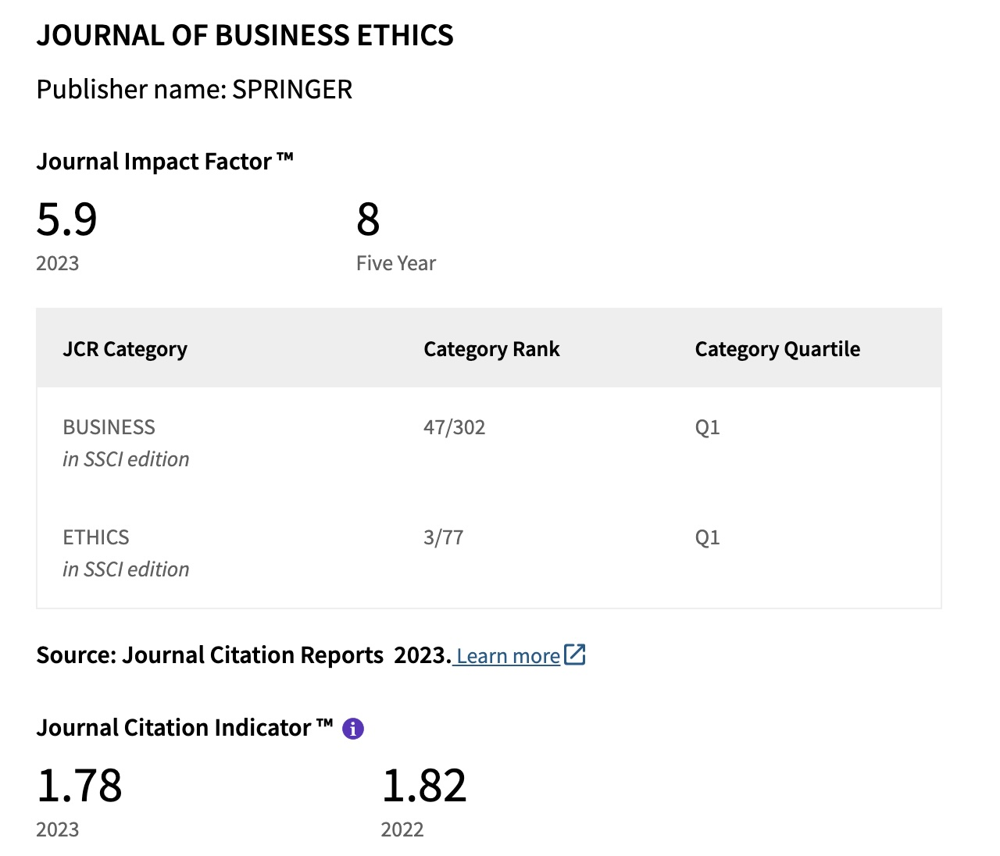 JOURNAL OF BUSINESS ETHICS
Publisher name: SPRINGER
Journal Impact Factor ™
5.9 8
2023 Five Year
JCR Category Category Rank Category Quartile
BUSINESS 47/302 Q1
in SSCI edition
ETHICS 3/77 Q1
in SSCI edition
Source: Journal Citation Reports 2023. Learn more
Journal Citation Indicator ™ i
1.78 1.82
2023 2022